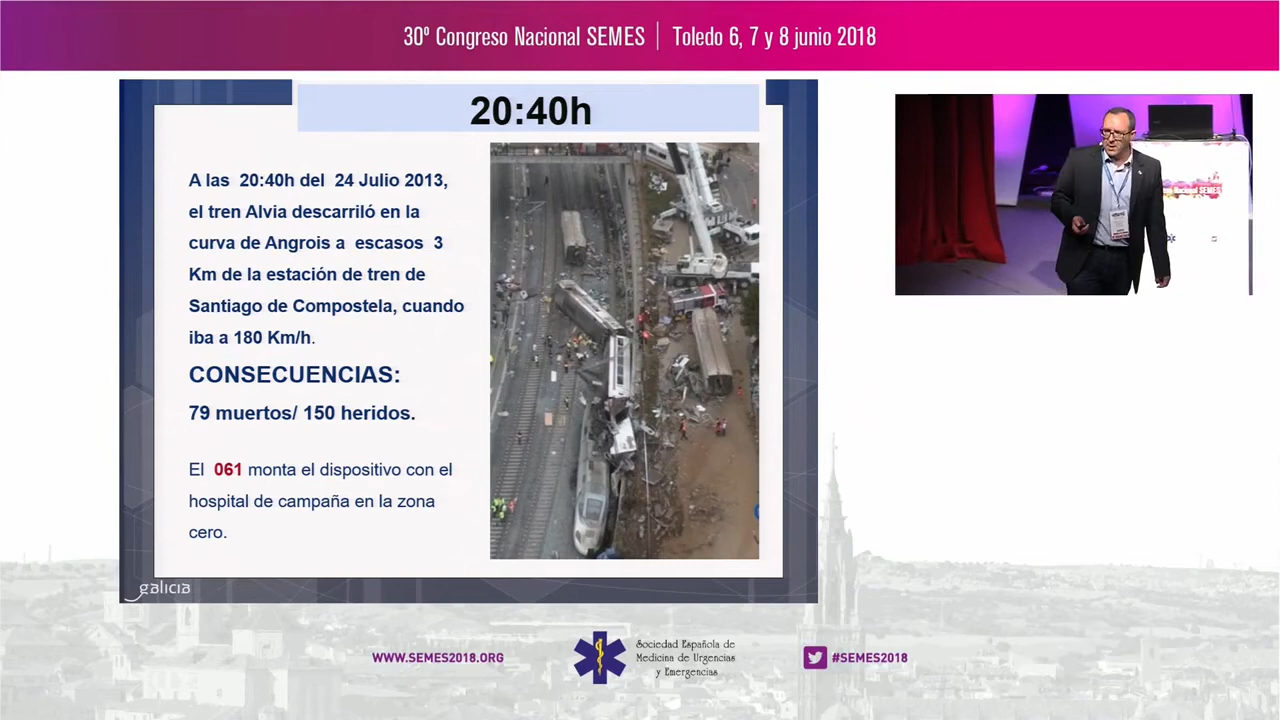 30º Congreso Nacional SEMES | Toledo 6, 7 y 8 junio 2018
20:40h
A las 20:40h del 24 Julio 2013,
el tren Alvia descarriló en la
curva de Angrois a escasos 3
Km de la estación de tren de
Santiago de Compostela, cuando
iba a 180 Km/h.
CONSECUENCIAS:
79 muertos/ 150 heridos.
El 061 monta el dispositivo con el
hospital de campaña en la zona
cero.
galicia
Nacional SEMES
WWW.SEMES2018.ORG
Sociedad Española de
Medicina de Urgencias
y Emergencias
#SEMES2018